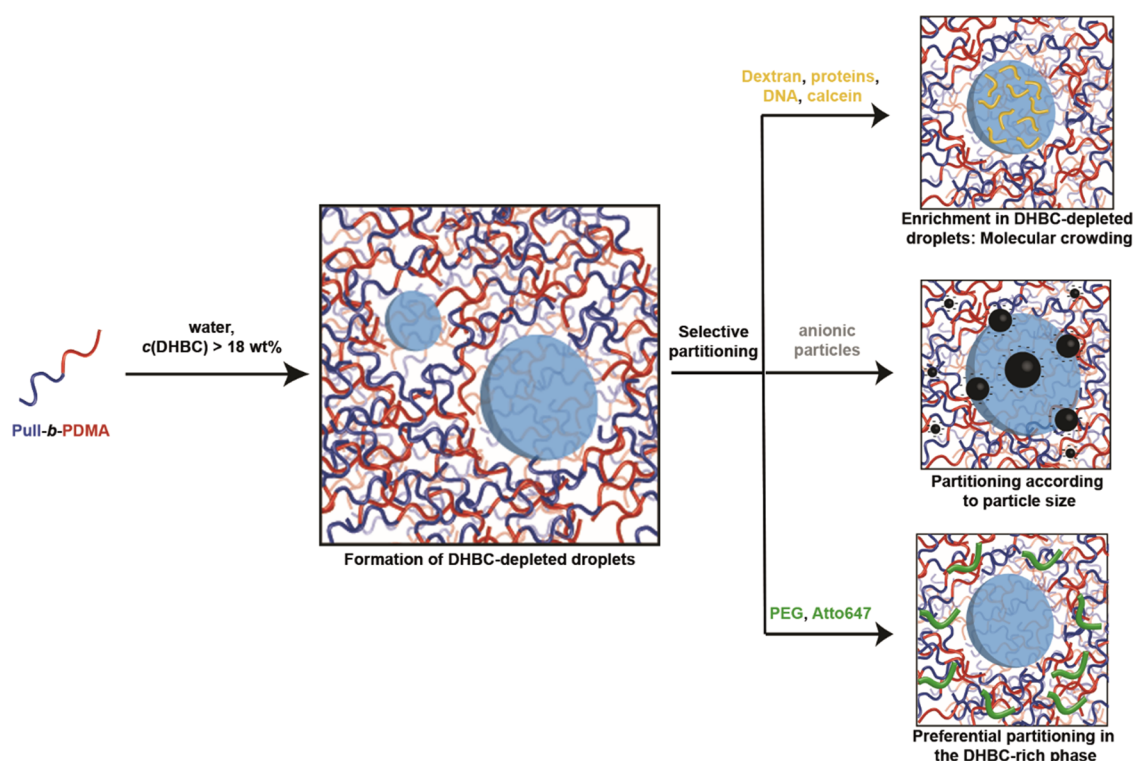 Pull-b-PDMA
water,
c(DHBC) > 18 wt%
Formation of DHBC-depleted droplets
Selective
partitioning
Dextran, proteins,
DNA, calcein
Enrichment in DHBC-depleted
droplets: Molecular crowding
anionic
particles
Partitioning according
to particle size
PEG, Atto647
Preferential partitioning in
the DHBC-rich phase